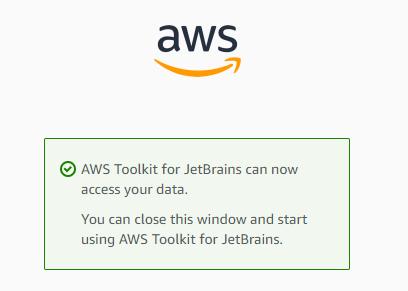 aws
AWS Toolkit for JetBrains can now
access your data.
You can close this window and start
using AWS Toolkit for JetBrains.